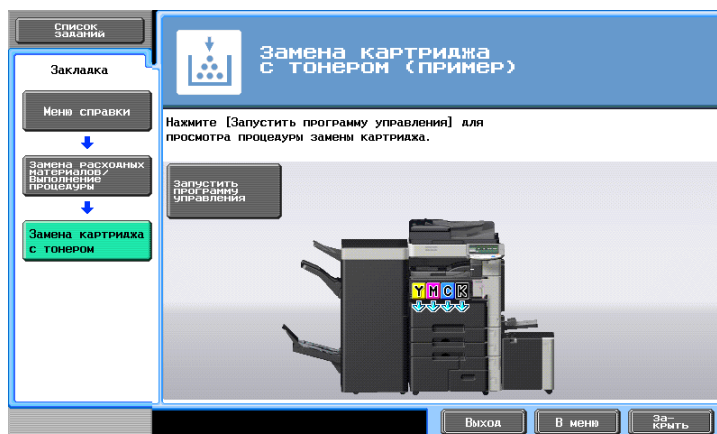 Список
заданий
Закладка
Меню справки
Замена расходных
материалов/
Выполнение
процедуры
Замена картриджа
с тонером
Замена картриджа
с тонером (пример)
Нажмите [Запустить программу управления] для
просмотра процедуры замены картриджа.
Запустить
программу
управления
Y M C K
Выход
В меню
За-
крыть